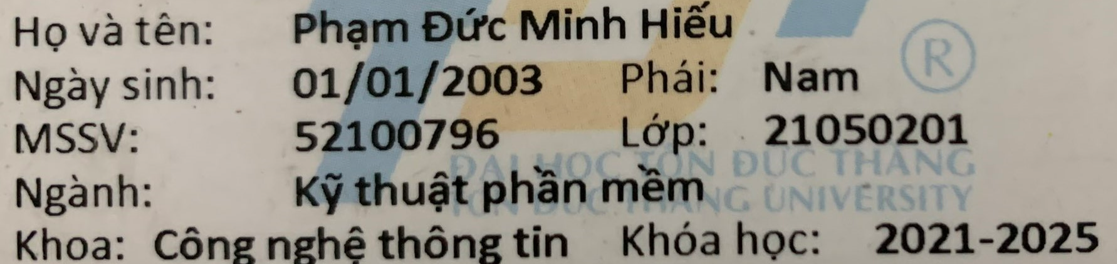 Họ và tên: Phạm Đức Minh Hiếu
®
Ngày sinh: 01/01/2003 Phái: Nam
MSSV: 52100796 Lớp: 21050201
ĐẠI HỌC TÔN ĐỨC THẮNG
Ngành: Kỹ thuật phần mềm
TON DUC THANG UNIVERSITY
Khoa: Công nghệ thông tin Khóa học: 2021-2025